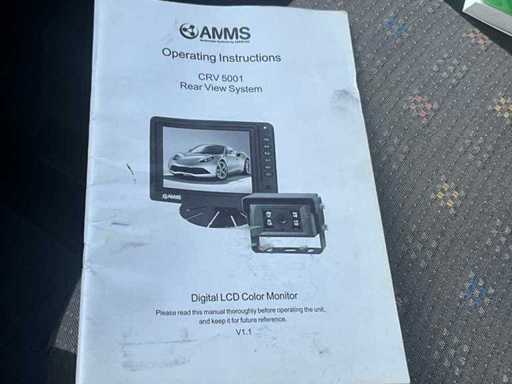 AMMS
Operating Instructions
CRV 5001
Rear View System
AMMS
Digital LCD Color Monitor
Please read this manual thoroughly before operating the unit,
and keep it for future reference.
V1.1